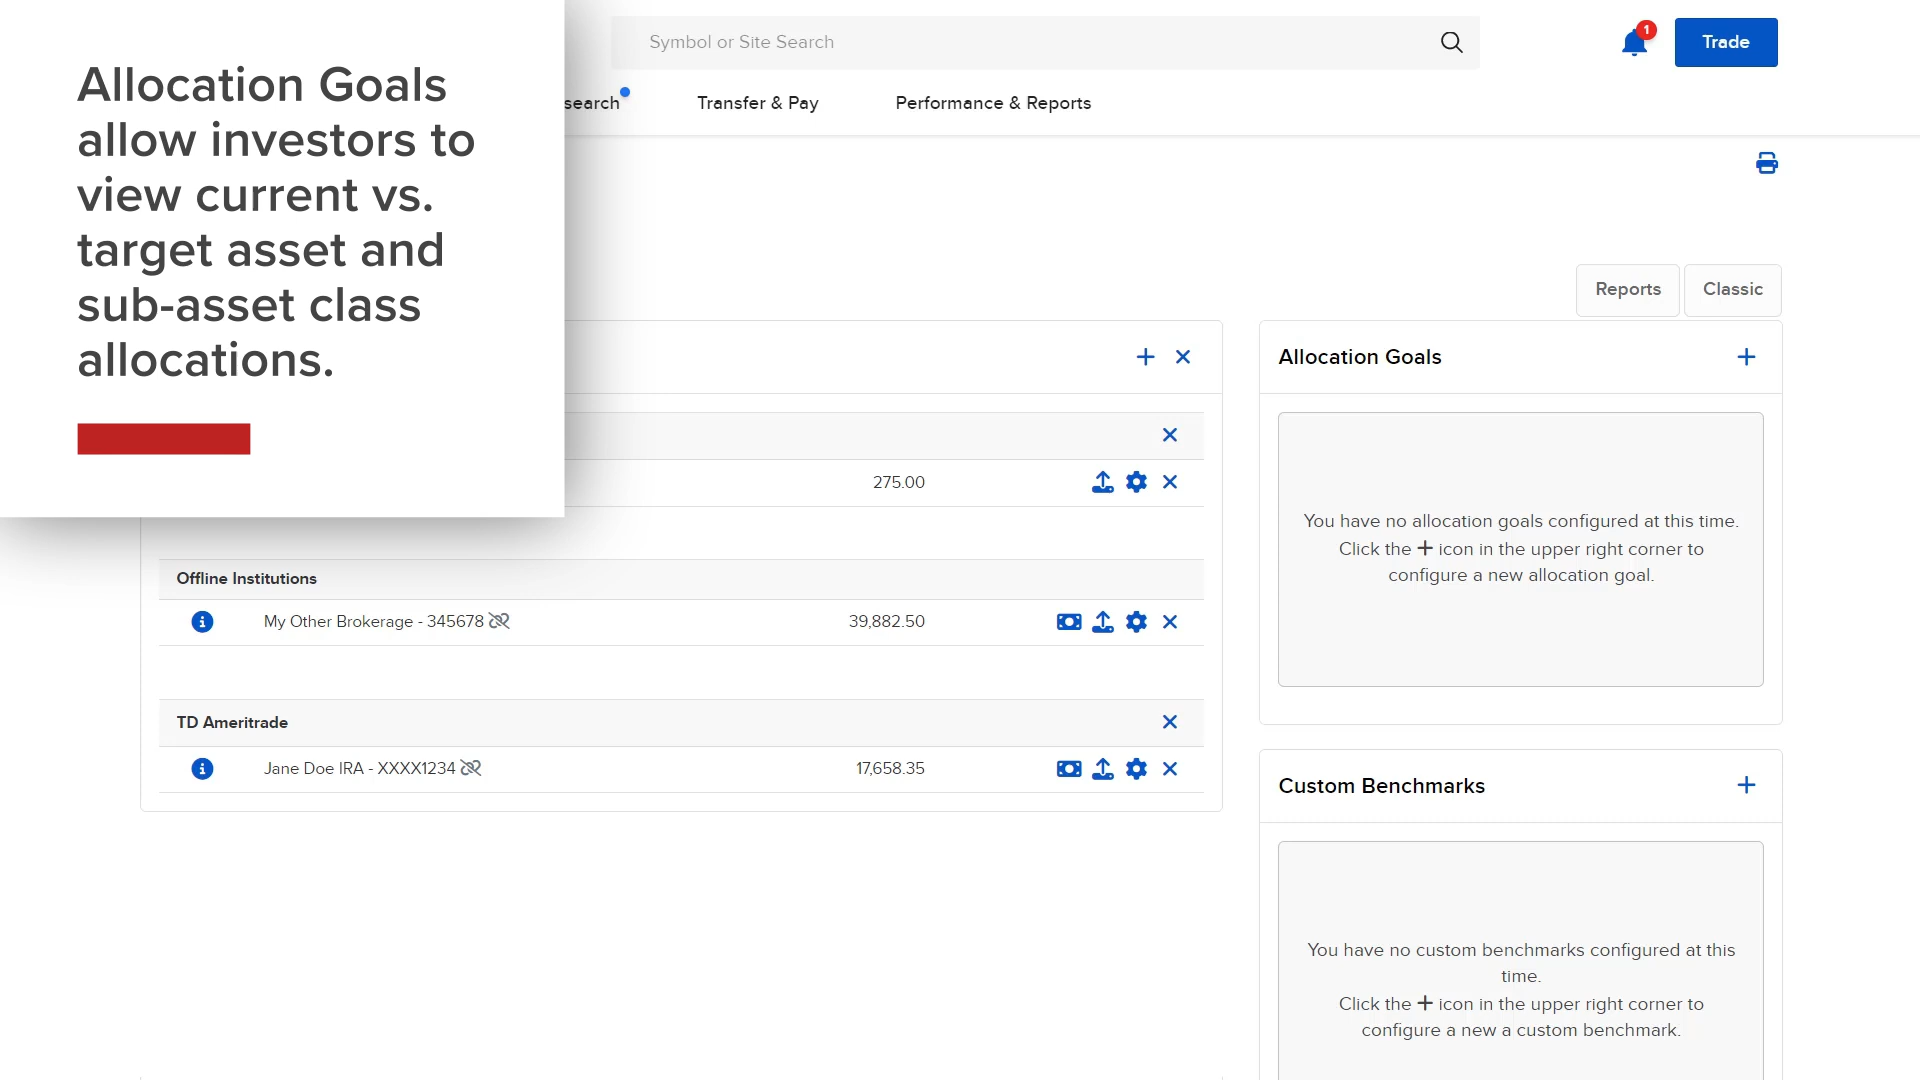 Allocation Goals
allow investors to
view current vs.
target asset and
sub-asset class
allocations.
Symbol or Site Search
1
Trade
search
Transfer & Pay
Performance & Reports
Reports
Classic
275.00
Offline Institutions
My Other Brokerage - 345678
39,882.50
TD Ameritrade
Jane Doe IRA - XXXX1234
17,658.35
Allocation Goals
You have no allocation goals configured at this time.
Click the + icon in the upper right corner to
configure a new allocation goal.
Custom Benchmarks
You have no custom benchmarks configured at this
time.
Click the + icon in the upper right corner to
configure a new a custom benchmark.